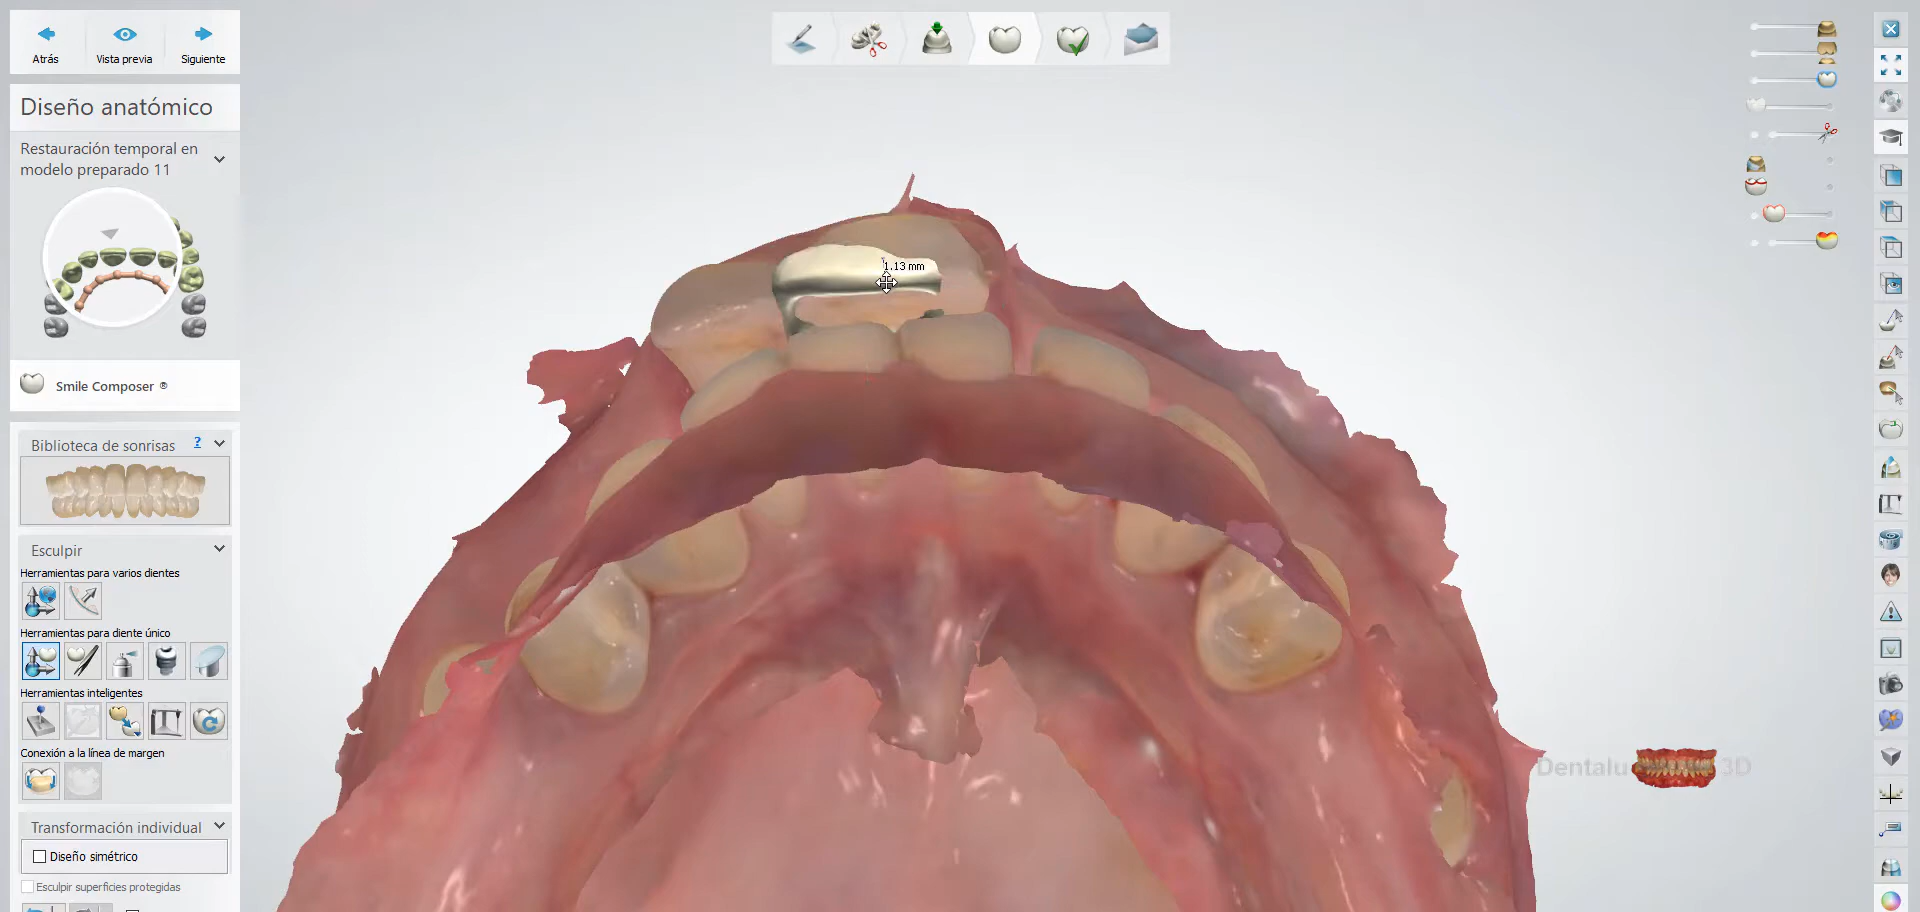 Atrás
Vista previa
Siguiente
Diseño anatómico
Restauración temporal en
modelo preparado 11
Smile Composer ®
Biblioteca de sonrisas ?
Esculpir
Herramientas para varios dientes
Herramientas para diente único
Herramientas inteligentes
Conexión a la línea de margen
Transformación individual
Diseño simétrico
Esculpir superficies protegidas
1.13 mm
Dentalu 3D